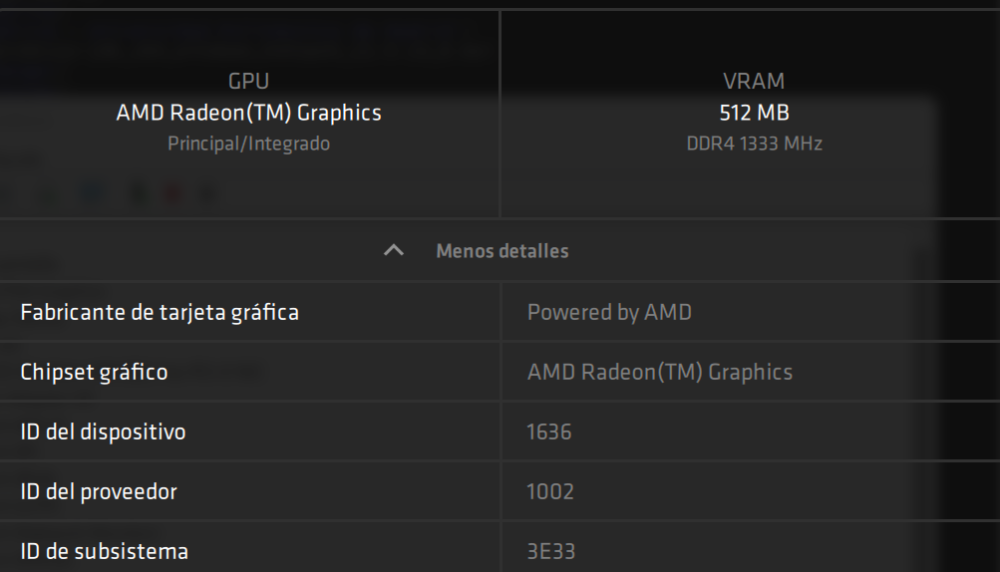 GPU
AMD Radeon(TM) Graphics
Principal/Integrado
VRAM
512 MB
DDR4 1333 MHz
Menos detalles
Fabricante de tarjeta gráfica
Powered by AMD
Chipset gráfico
AMD Radeon(TM) Graphics
ID del dispositivo
1636
ID del proveedor
1002
ID de subsistema
3E33